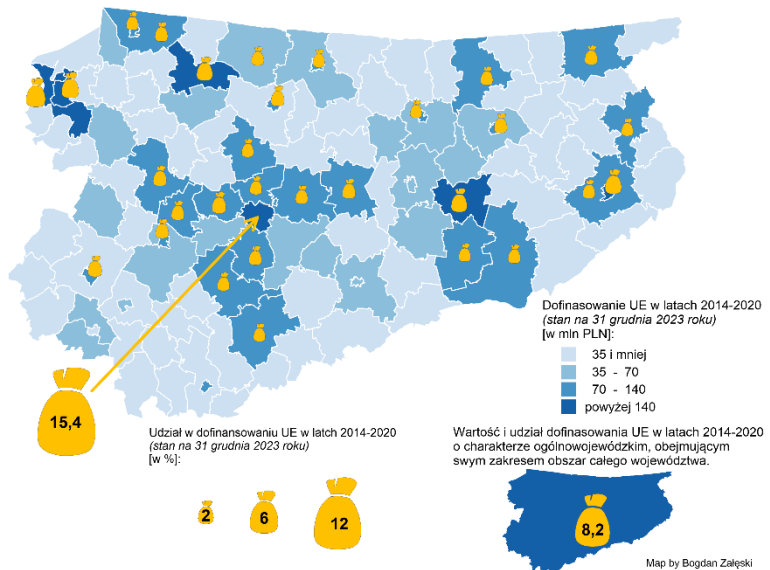 Dofinasowanie UE w latach 2014-2020
(stan na 31 grudnia 2023 roku)
[w mln PLN]:
35 i mniej
35 - 70
70 - 140
powyżej 140
15,4
Udział w dofinansowaniu UE w latch 2014-2020
(stan na 31 grudnia 2023 roku)
[w %]:
2
6
12
Wartość i udział dofinasowania UE w latach 2014-2020
o charakterze ogólnowojewódzkim, obejmującym
swym zakresem obszar całego województwa.
8,2
Map by Bogdan Załęski